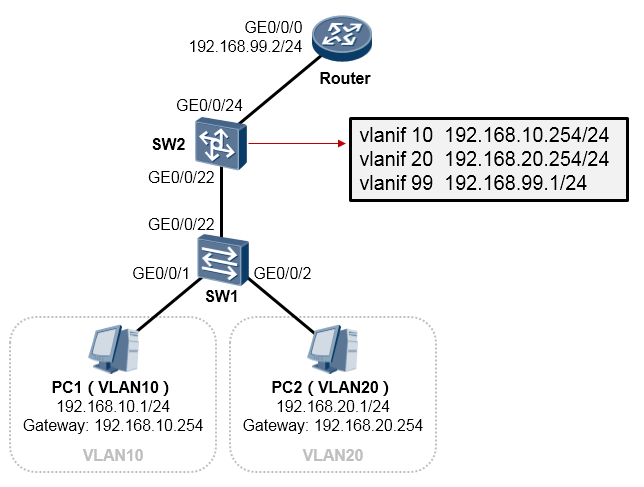 GE0/0/0
192.168.99.2/24
Router
GE0/0/24
SW2
vlanif 10 192.168.10.254/24
vlanif 20 192.168.20.254/24
vlanif 99 192.168.99.1/24
GE0/0/22
GE0/0/22
GE0/0/1
GE0/0/2
SW1
PC1（VLAN10）
192.168.10.1/24
Gateway: 192.168.10.254
VLAN10
PC2（VLAN20）
192.168.20.1/24
Gateway: 192.168.20.254
VLAN20